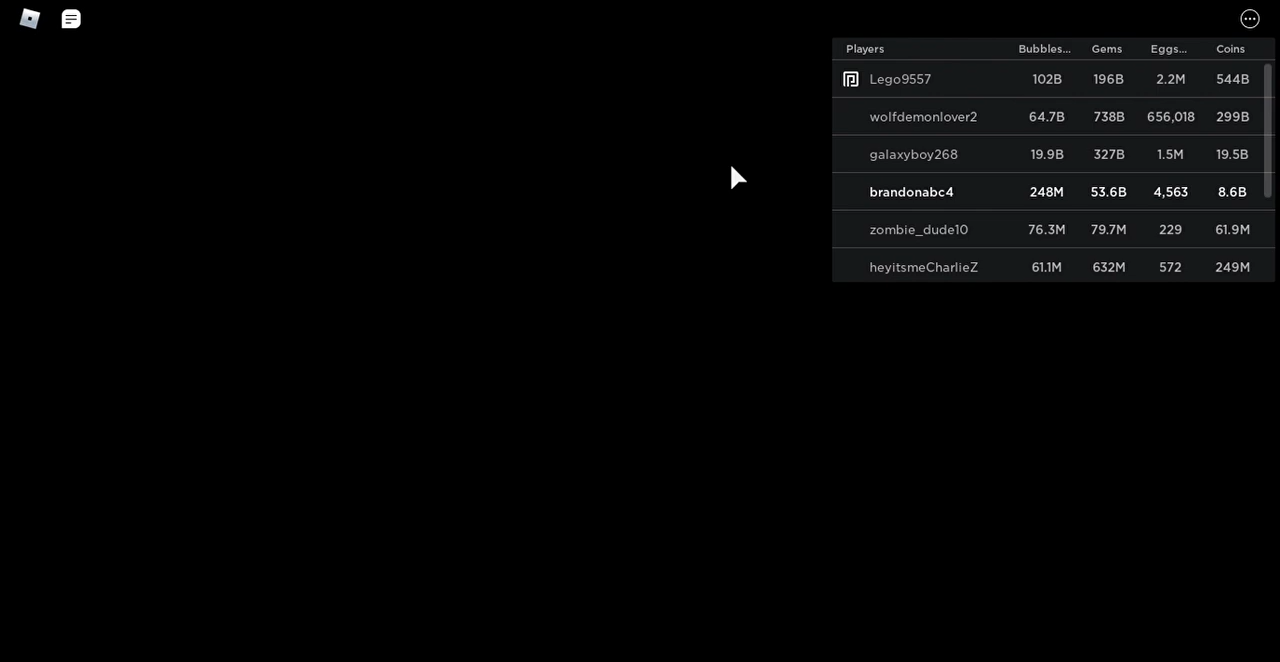 Players Bubbles... Gems Eggs... Coins
Lego9557 102B 196B 2.2M 544B
wolfdemonlover2 64.7B 738B 656,018 299B
galaxyboy268 19.9B 327B 1.5M 19.5B
brandonabc4 248M 53.6B 4,563 8.6B
zombie_dude10 76.3M 79.7M 229 61.9M
heyitsmeCharlieZ 61.1M 632M 572 249M